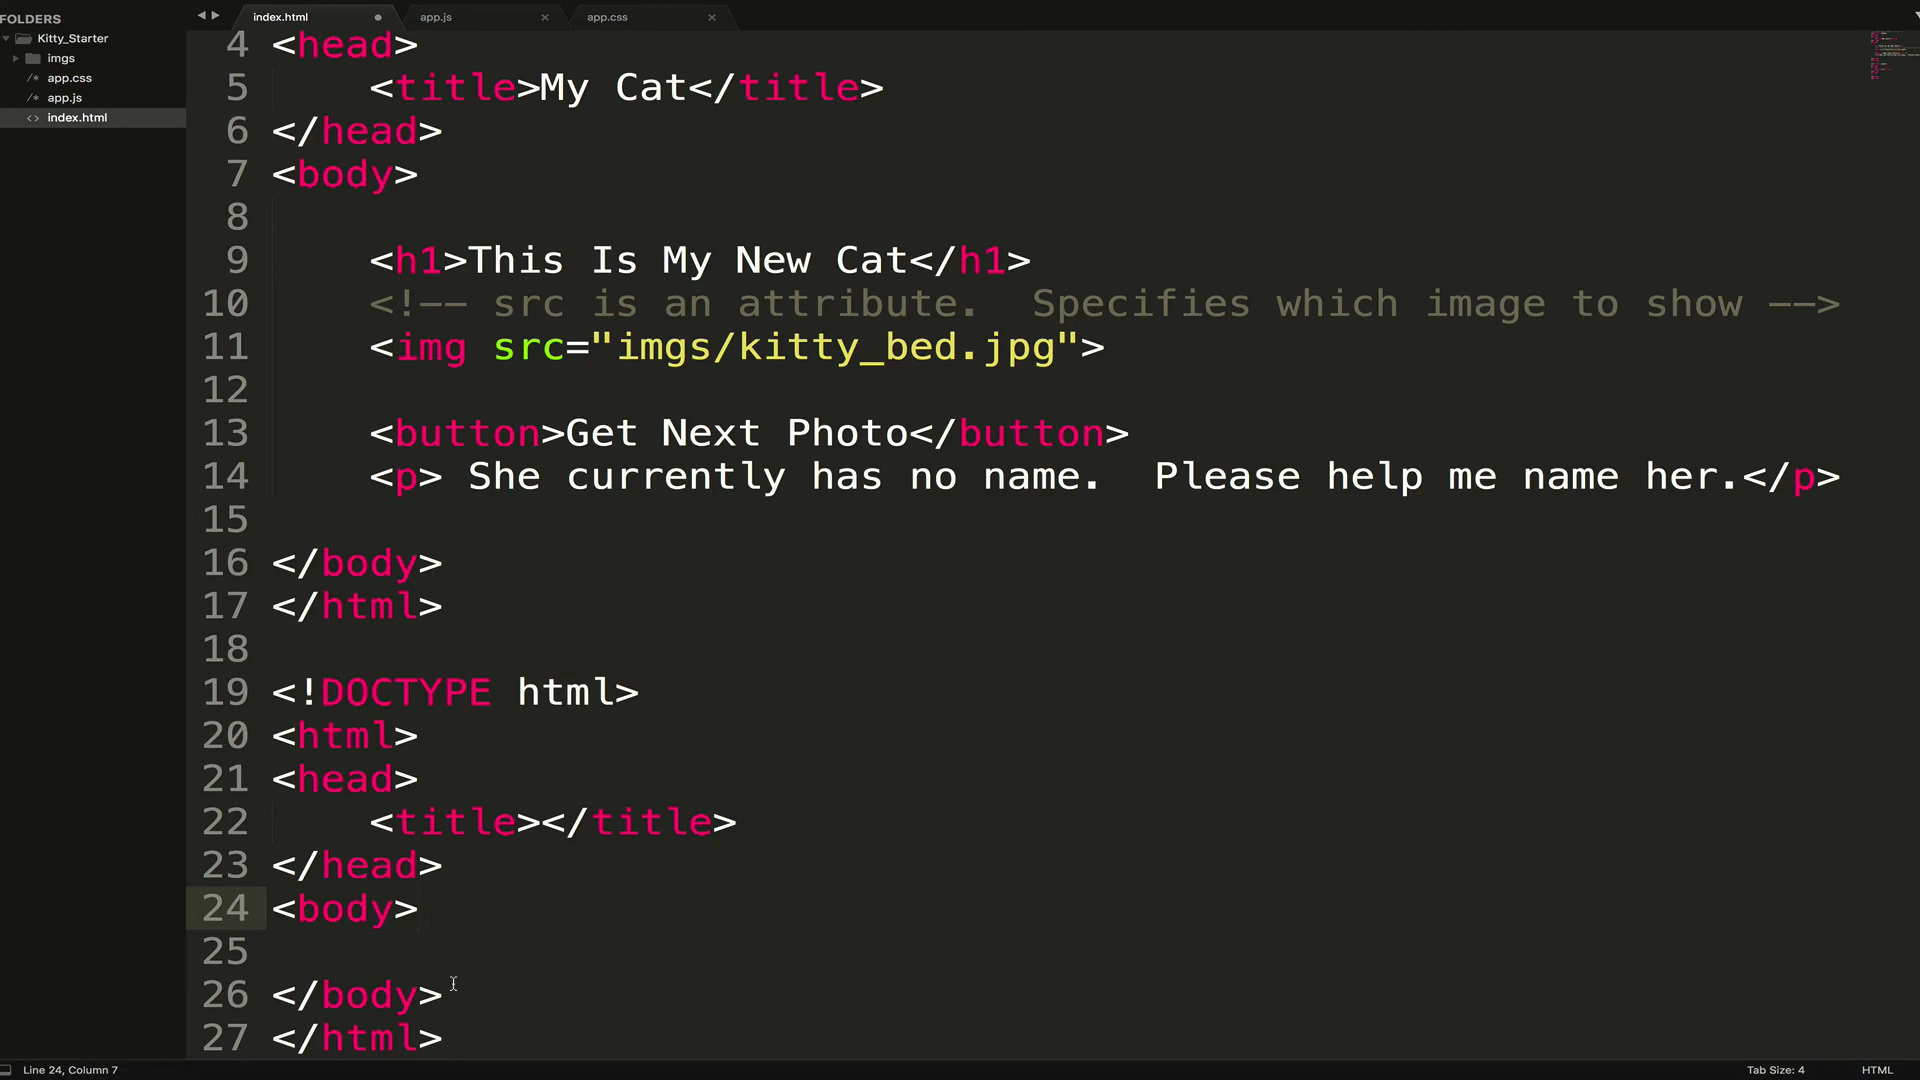 FOLDERS
Kitty_Starter
imgs
/* app.css
/* app.js
<> index.html
index.html
app.js
app.css
4 <head>
5 <title>My Cat</title>
6 </head>
7 <body>
8
9 <h1>This Is My New Cat</h1>
10 <!-- src is an attribute.  Specifies which image to show -->
11 <img src="imgs/kitty_bed.jpg">
12
13 <button>Get Next Photo</button>
14 <p> She currently has no name.  Please help me name her.</p>
15
16 </body>
17 </html>
18
19 <!DOCTYPE html>
20 <html>
21 <head>
22 <title></title>
23 </head>
24 <body>
25
26 </body>
27 </html>
Line 24, Column 7
Tab Size: 4
HTML